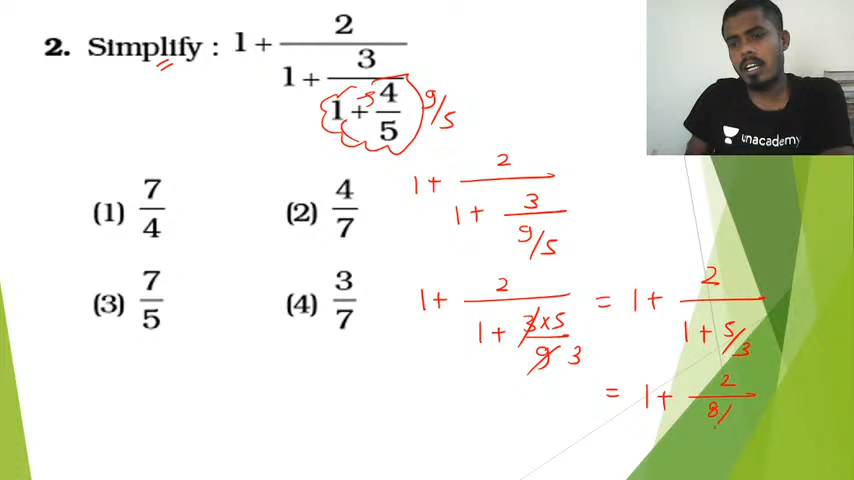 2. Simplify : 1 + 2 / (1 + 3 / (1 + 4/5))
9/5
(1) 7/4
(2) 4/7
(3) 7/5
(4) 3/7
1 + 2 / (1 + 3 / (9/5))
1 + 2 / (1 + 3×5 / 9 3) = 1 + 2 / (1 + 5/3)
= 1 + 2 / (8/
unacademy